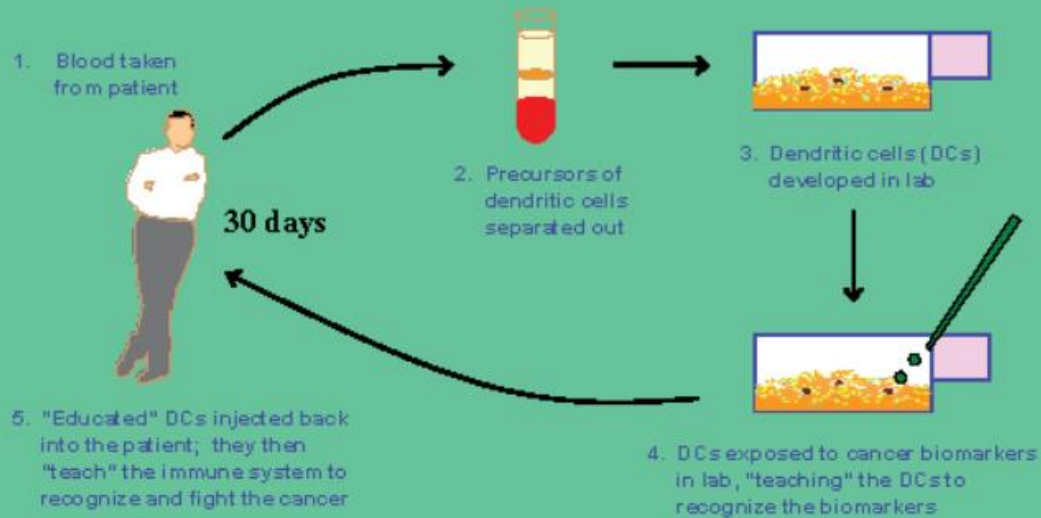 1. Blood taken
from patient
2. Precursors of
dendritic cells
separated out
3. Dendritic cells (DCs)
developed in lab
30 days
4. DCs exposed to cancer biomarkers
in lab, "teaching" the DCs to
recognize the biomarkers
5. "Educated" DCs injected back
into the patient; they then
"teach" the immune system to
recognize and fight the cancer